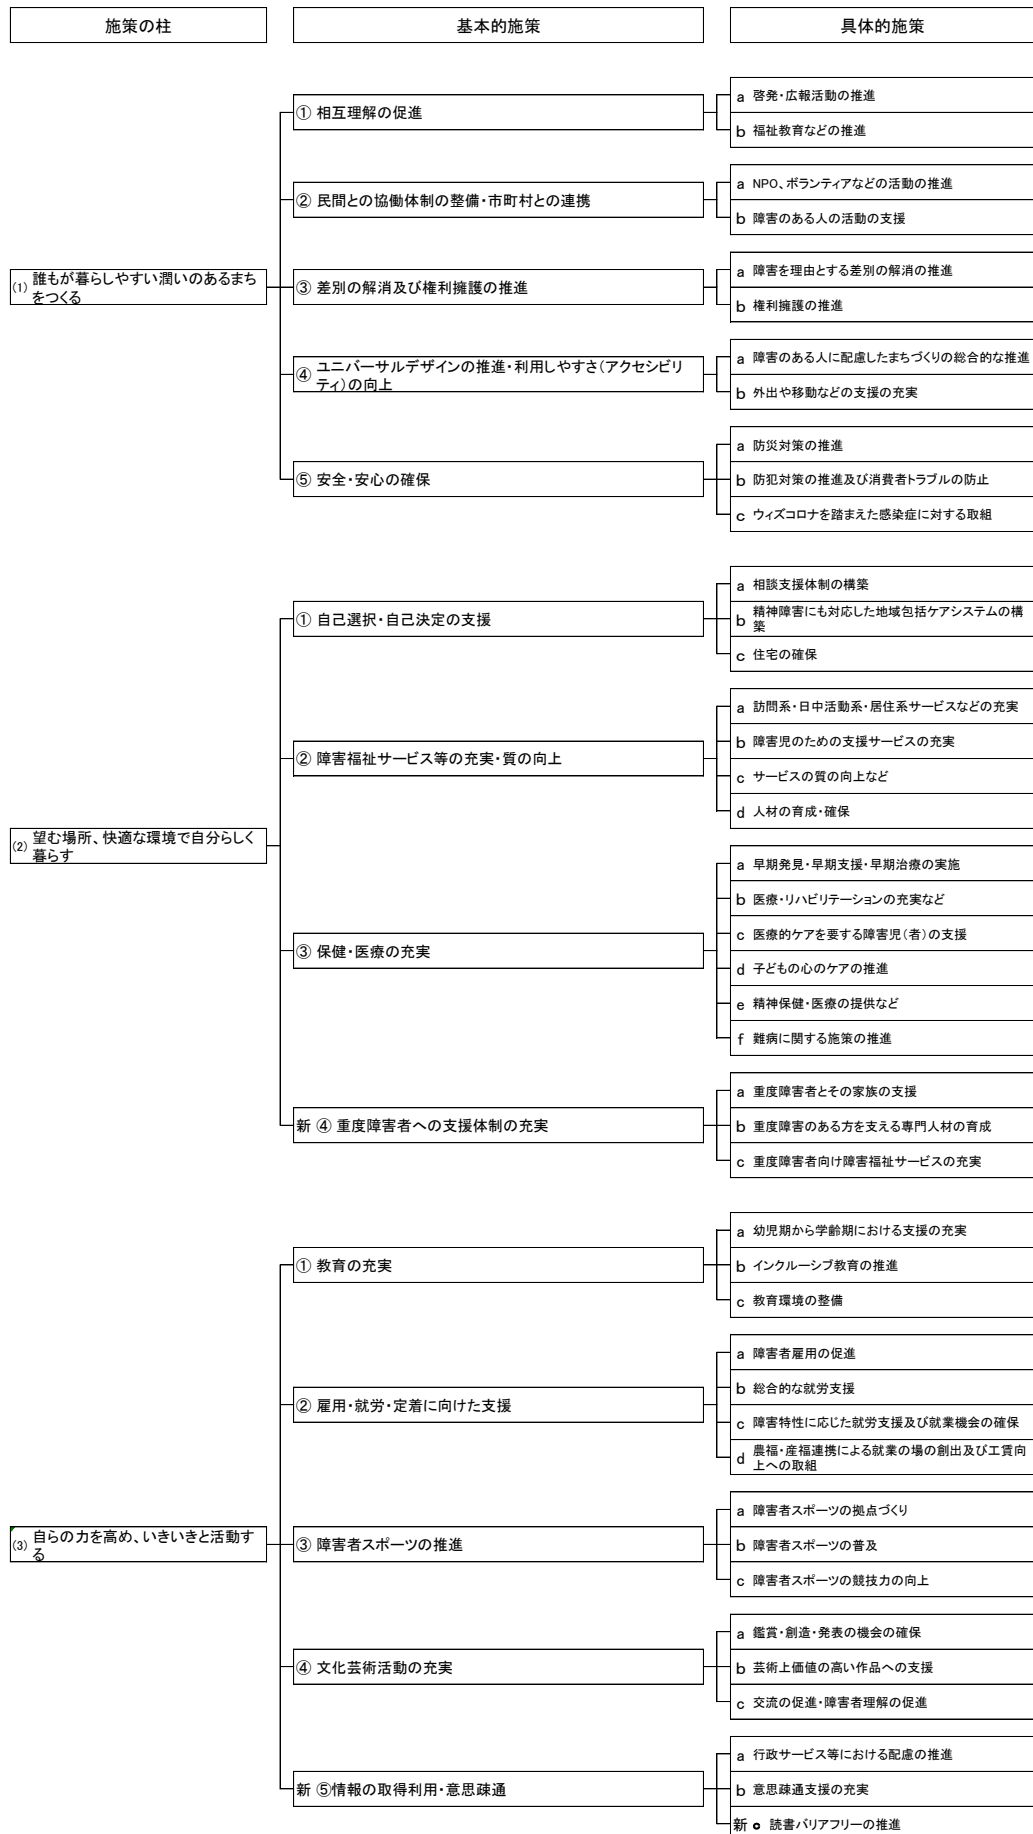 施策の柱
基本的施策
具体的施策
(1) 誰もが暮らしやすい潤いのあるまち
をつくる
① 相互理解の促進
a 啓発・広報活動の推進
b 福祉教育などの推進
② 民間との協働体制の整備・市町村との連携
a NPO、ボランティアなどの活動の推進
b 障害のある人の活動の支援
③ 差別の解消及び権利擁護の推進
a 障害を理由とする差別の解消の推進
b 権利擁護の推進
④ ユニバーサルデザインの推進・利用しやすさ(アクセシビリ
ティ)の向上
a 障害のある人に配慮したまちづくりの総合的な推進
b 外出や移動などの支援の充実
⑤ 安全・安心の確保
a 防災対策の推進
b 防犯対策の推進及び消費者トラブルの防止
c ウィズコロナを踏まえた感染症に対する取組
(2) 望む場所、快適な環境で自分らしく
暮らす
① 自己選択・自己決定の支援
a 相談支援体制の構築
b 精神障害にも対応した地域包括ケアシステムの構
築
c 住宅の確保
② 障害福祉サービス等の充実・質の向上
a 訪問系・日中活動系・居住系サービスなどの充実
b 障害児のための支援サービスの充実
c サービスの質の向上など
d 人材の育成・確保
③ 保健・医療の充実
a 早期発見・早期支援・早期治療の実施
b 医療・リハビリテーションの充実など
c 医療的ケアを要する障害児(者)の支援
d 子どもの心のケアの推進
e 精神保健・医療の提供など
f 難病に関する施策の推進
新 ④ 重度障害者への支援体制の充実
a 重度障害者とその家族の支援
b 重度障害のある方を支える専門人材の育成
c 重度障害者向け障害福祉サービスの充実
(3) 自らの力を高め、いきいきと活動す
る
① 教育の充実
a 幼児期から学齢期における支援の充実
b インクルーシブ教育の推進
c 教育環境の整備
② 雇用・就労・定着に向けた支援
a 障害者雇用の促進
b 総合的な就労支援
c 障害特性に応じた就労支援及び就業機会の確保
d 農福・産福連携による就業の場の創出及び工賃向
上への取組
③ 障害者スポーツの推進
a 障害者スポーツの拠点づくり
b 障害者スポーツの普及
c 障害者スポーツの競技力の向上
④ 文化芸術活動の充実
a 鑑賞・創造・発表の機会の確保
b 芸術上価値の高い作品への支援
c 交流の促進・障害者理解の促進
新 ⑤情報の取得利用・意思疎通
a 行政サービス等における配慮の推進
b 意思疎通支援の充実
新 c 読書バリアフリーの推進